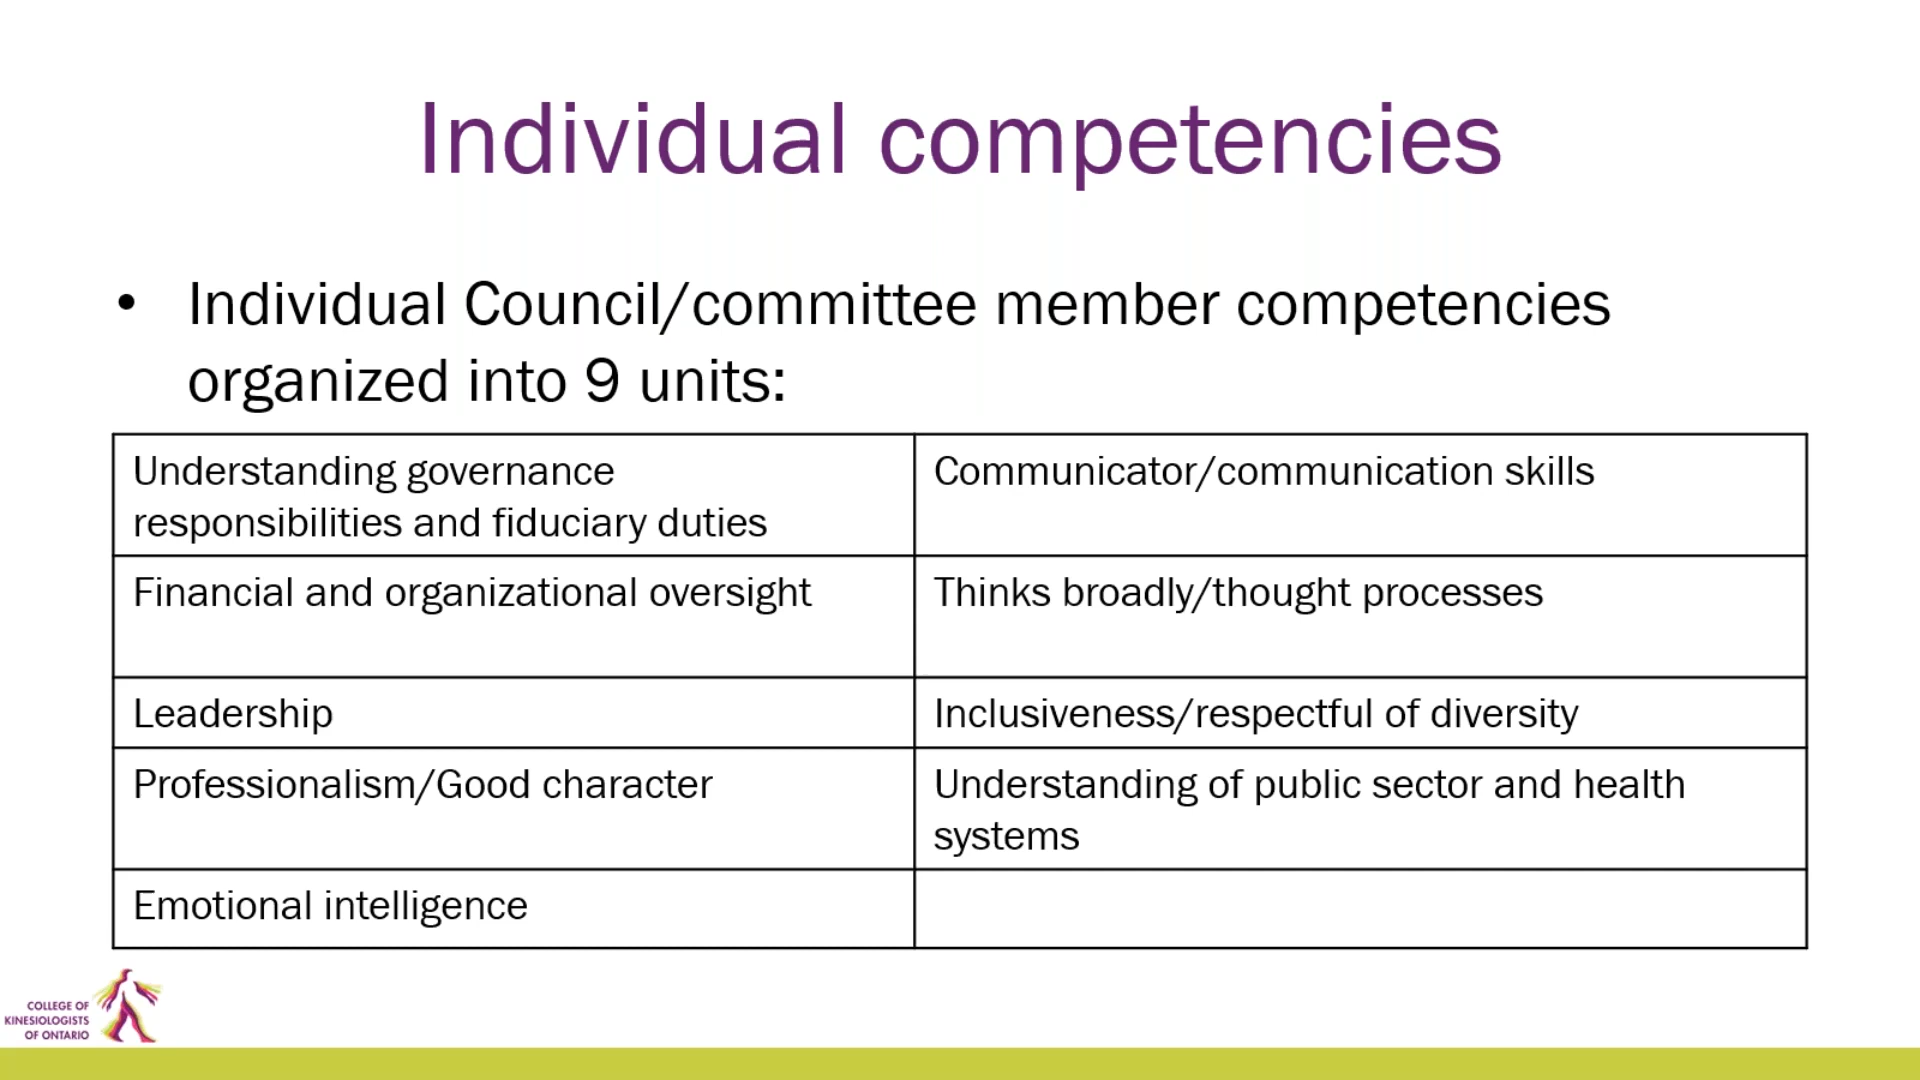 Individual competencies
• Individual Council/committee member competencies
organized into 9 units:
Understanding governance
responsibilities and fiduciary duties
Communicator/communication skills
Financial and organizational oversight
Thinks broadly/thought processes
Leadership
Inclusiveness/respectful of diversity
Professionalism/Good character
Understanding of public sector and health
systems
Emotional intelligence
COLLEGE OF
KINESIOLOGISTS
OF ONTARIO